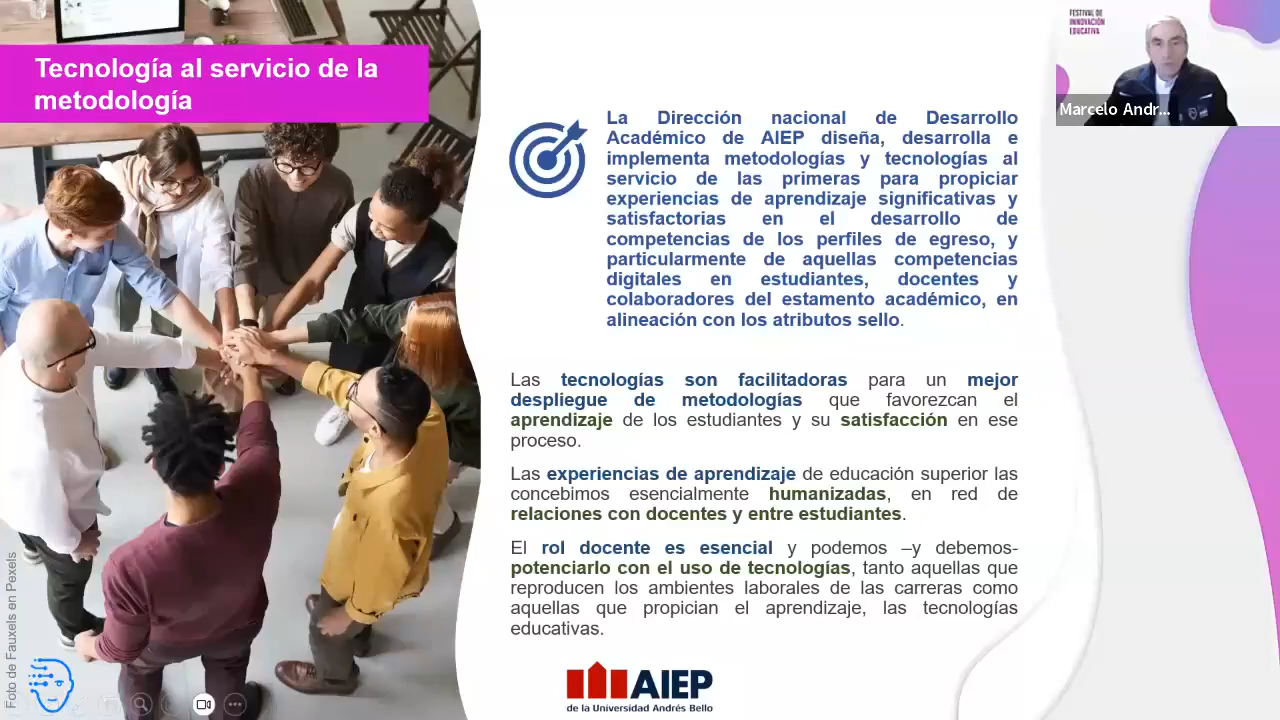 Tecnología al servicio de la
metodología
La Dirección nacional de Desarrollo
Académico de AIEP diseña, desarrolla e
implementa metodologías y tecnologías al
servicio de las primeras para propiciar
experiencias de aprendizaje significativas y
satisfactorias en el desarrollo de
competencias de los perfiles de egreso, y
particularmente de aquellas competencias
digitales en estudiantes, docentes y
colaboradores del estamento académico, en
alineación con los atributos sello.
Las tecnologías son facilitadoras para un mejor
despliegue de metodologías que favorezcan el
aprendizaje de los estudiantes y su satisfacción en ese
proceso.
Las experiencias de aprendizaje de educación superior las
concebimos esencialmente humanizadas, en red de
relaciones con docentes y entre estudiantes.
El rol docente es esencial y podemos –y debemos-
potenciarlo con el uso de tecnologías, tanto aquellas que
reproducen los ambientes laborales de las carreras como
aquellas que propician el aprendizaje, las tecnologías
educativas.
AIEP
de la Universidad Andrés Bello
Foto de Fauxels en Pexels
FESTIVAL DE
INNOVACIÓN
EDUCATIVA
Marcelo Andr...